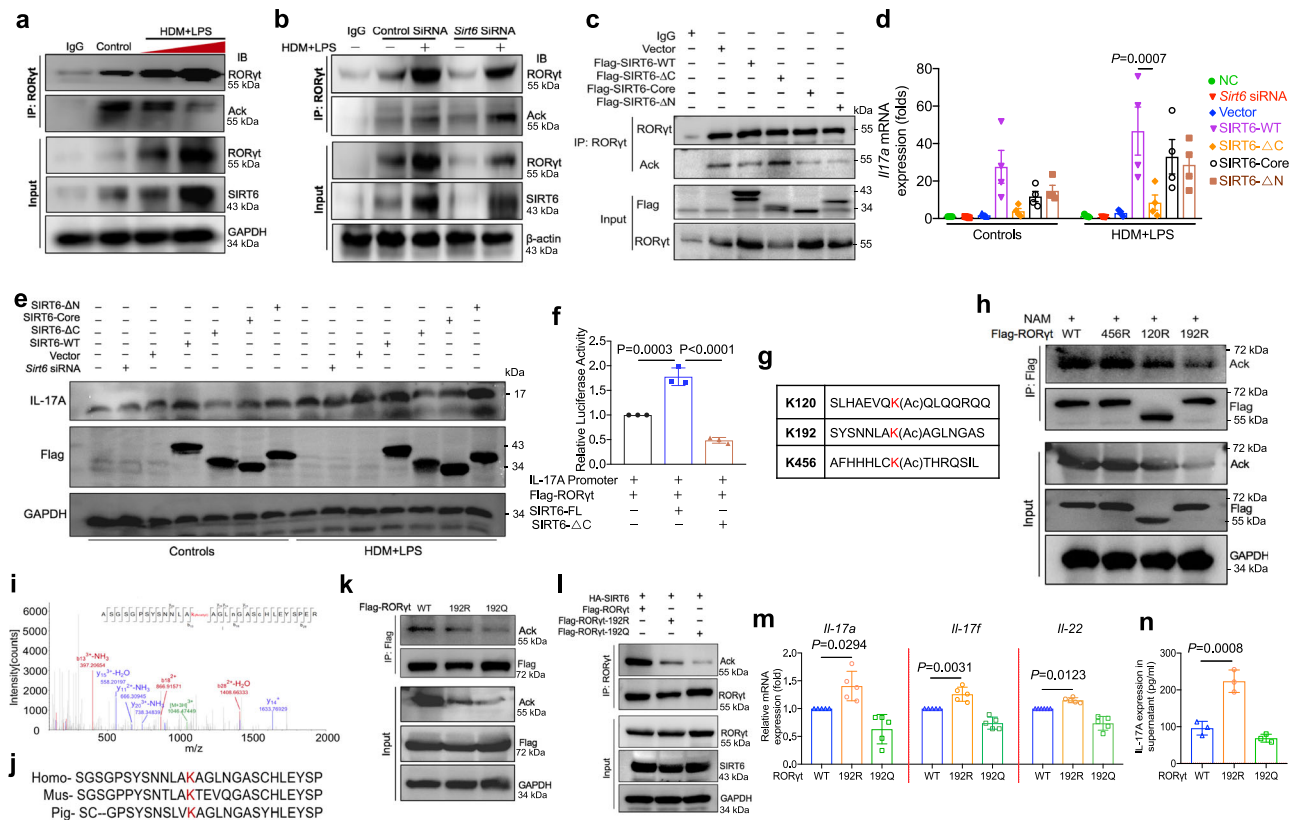 a
HDM+LPS
IgG Control
IB
IP: RORγt
RORγt
55 kDa
Ack
55 kDa
Input
RORγt
55 kDa
SIRT6
43 kDa
GAPDH
34 kDa
b
IgG Control SiRNA Sirt6 SiRNA
HDM+LPS – – + – +
IP: RORγt
RORγt
55 kDa
Ack
55 kDa
Input
RORγt
55 kDa
SIRT6
43 kDa
β-actin
43 kDa
c
IgG + – – – – –
Vector – + – – – –
Flag-SIRT6-WT – – + – – –
Flag-SIRT6-ΔC – – – + – –
Flag-SIRT6-Core – – – – + –
Flag-SIRT6-ΔN – – – – – +
kDa
IP: RORγt
RORγt 55
Ack 55
Input
Flag 43
34
RORγt 55
d
Il17a mRNA
expression (folds)
80
60
40
20
0
P=0.0007
Controls HDM+LPS
NC
Sirt6 siRNA
Vector
SIRT6-WT
SIRT6-△C
SIRT6-Core
SIRT6-△N
e
SIRT6-ΔN – – – – – – + – – – – – – +
SIRT6-Core – – – – – + – – – – – – + –
SIRT6-ΔC – – – – + – – – – – – + – –
SIRT6-WT – – – + – – – – – – + – – –
Vector – – + – – – – – – + – – – –
Sirt6 siRNA – + – – – – – – + – – – – –
kDa
IL-17A 17
Flag 43
34
GAPDH 34
Controls HDM+LPS
f
Relative Luciferase Activity
2.5
2.0
1.5
1.0
0.5
0.0
P=0.0003 P<0.0001
IL-17A Promoter + + +
Flag-RORγt + + +
SIRT6-FL – + –
SIRT6-△C – – +
g
K120 SLHAEVQK(Ac)QLQQRQQ
K192 SYSNNLAK(Ac)AGLNGAS
K456 AFHHHLCK(Ac)THRQSIL
h
NAM + + + +
Flag-RORγt WT 456R 120R 192R
IP: Flag
72 kDa
Ack
55 kDa
72 kDa
Flag
55 kDa
Input
72 kDa
Ack
55 kDa
72 kDa
Flag
55 kDa
GAPDH
i
Intensity[counts]
6000
5000
4000
3000
2000
1000
0
0 500 1000 1500 2000
m/z
j
Homo- SGSGPSYSNNLAKAGLNGASCHLEYSP
Mus- SGSGPPYSNTLAKTEVQGASCHLEYSP
Pig- SC--GPSYSNSLVKAGLNGASYHLEYSP
k
Flag-RORγt WT 192R 192Q
IP: Flag
Ack
55 kDa
Flag
72 kDa
Input
Ack
55 kDa
Flag
72 kDa
GAPDH
34 kDa
l
HA-SIRT6 + + +
Flag-RORγt + – –
Flag-RORγt-192R – + –
Flag-RORγt-192Q – – +
IP: RORγt
Ack
55 kDa
RORγt
55 kDa
Input
RORγt
55 kDa
SIRT6
43 kDa
GAPDH
34 kDa
m
Il-17a Il-17f Il-22
Relative mRNA
expression (fold)
2.0
1.5
1.0
0.5
0.0
P=0.0294
P=0.0031
P=0.0123
RORγt WT 192R 192Q WT 192R 192Q WT 192R 192Q
n
IL-17A expression in
supernatant (pg/ml)
300
200
100
0
P=0.0008
RORγt WT 192R 192Q